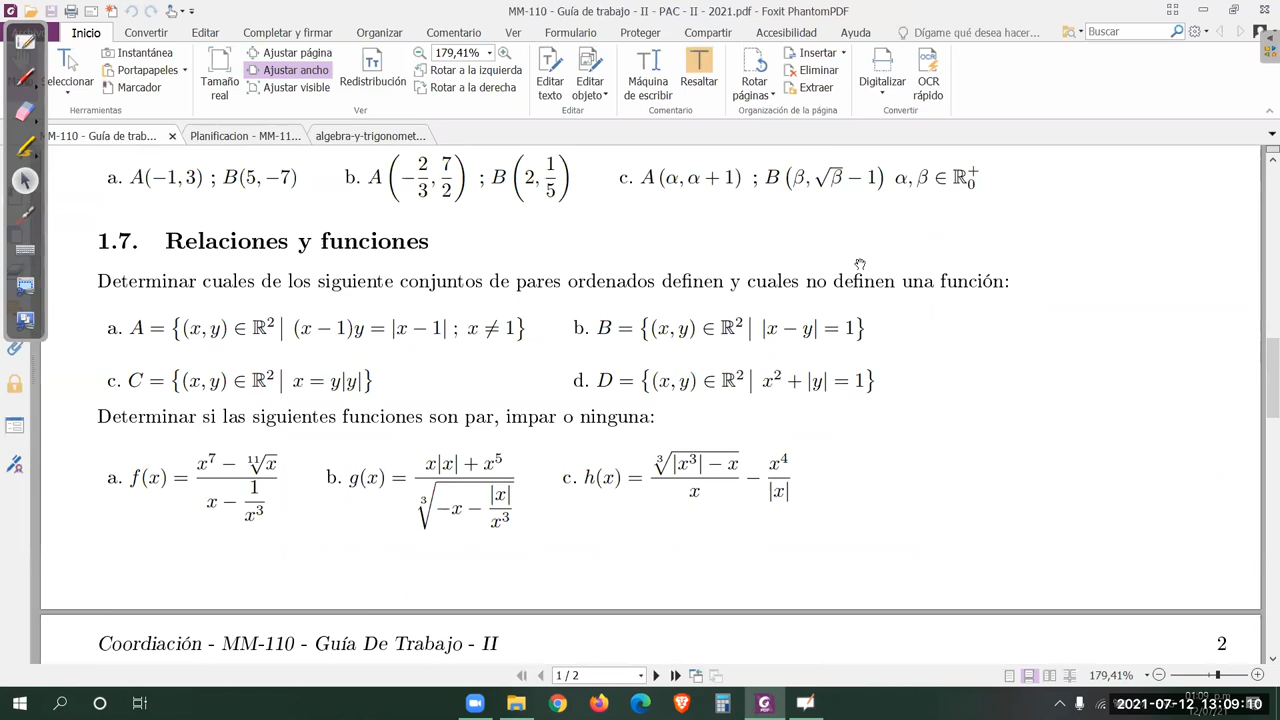 MM-110 - Guía de trabajo - II - PAC - II - 2021.pdf - Foxit PhantomPDF
Inicio Convertir Editar Completar y firmar Organizar Comentario Ver Formulario Proteger Compartir Accesibilidad Ayuda Dígame qué desea hacer... Buscar
Instantánea Ajustar página 179,41% Insertar
Portapapeles Ajustar ancho Rotar a la izquierda Eliminar
Marcador Ajustar visible Rotar a la derecha Extraer
Seleccionar Tamaño real Redistribución Editar texto Editar objeto Máquina de escribir Resaltar Rotar páginas Digitalizar OCR rápido
Herramientas Ver Editar Comentario Organización de la página Convertir
MM-110 - Guía de trab... Planificacion - MM-11... algebra-y-trigonomet...
a. A(−1, 3) ; B(5, −7) b. A(−2/3, 7/2) ; B(2, 1/5) c. A (α, α + 1) ; B (β, √β − 1) α, β ∈ ℝ₀⁺
1.7. Relaciones y funciones
Determinar cuales de los siguiente conjuntos de pares ordenados definen y cuales no definen una función:
a. A = {(x, y) ∈ ℝ² | (x − 1)y = |x − 1| ; x ≠ 1} b. B = {(x, y) ∈ ℝ² | |x − y| = 1}
c. C = {(x, y) ∈ ℝ² | x = y|y|} d. D = {(x, y) ∈ ℝ² | x² + |y| = 1}
Determinar si las siguientes funciones son par, impar o ninguna:
a. f(x) = (x⁷ − ¹¹√x)/(x − 1/x³) b. g(x) = (x|x| + x⁵)/∛(−x − |x|/x³) c. h(x) = ∛(|x³| − x)/x − x⁴/|x|
Coordiación - MM-110 - Guía De Trabajo - II 2
1 / 2 179,41%
2021-07-12, 13:09:10